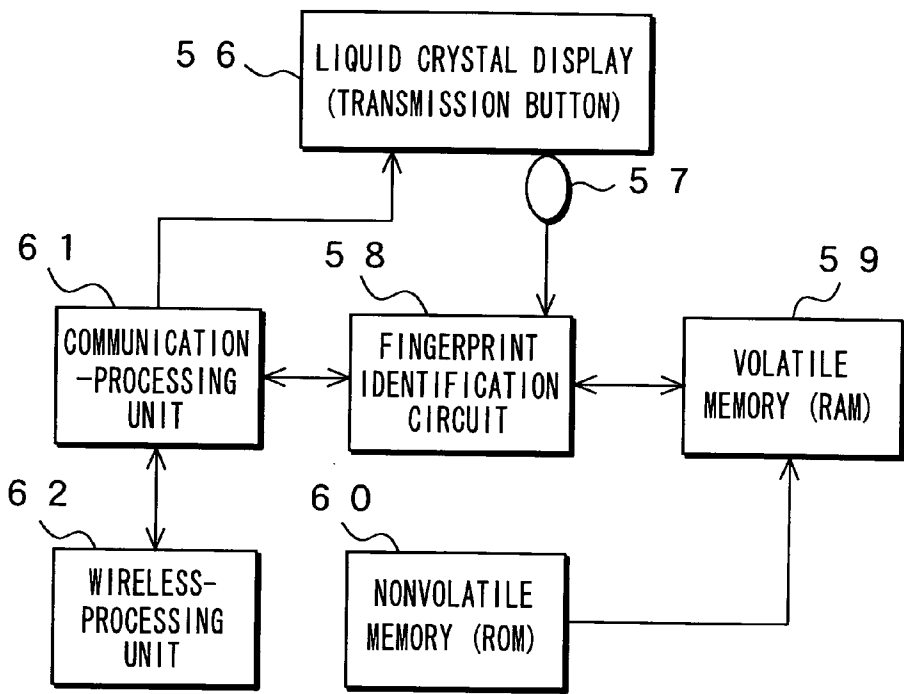 5 6
LIQUID CRYSTAL DISPLAY
(TRANSMISSION BUTTON)
5 7
6 1
COMMUNICATION
-PROCESSING
UNIT
5 8
FINGERPRINT
IDENTIFICATION
CIRCUIT
5 9
VOLATILE
MEMORY (RAM)
6 2
WIRELESS-
PROCESSING
UNIT
6 0
NONVOLATILE
MEMORY (ROM)